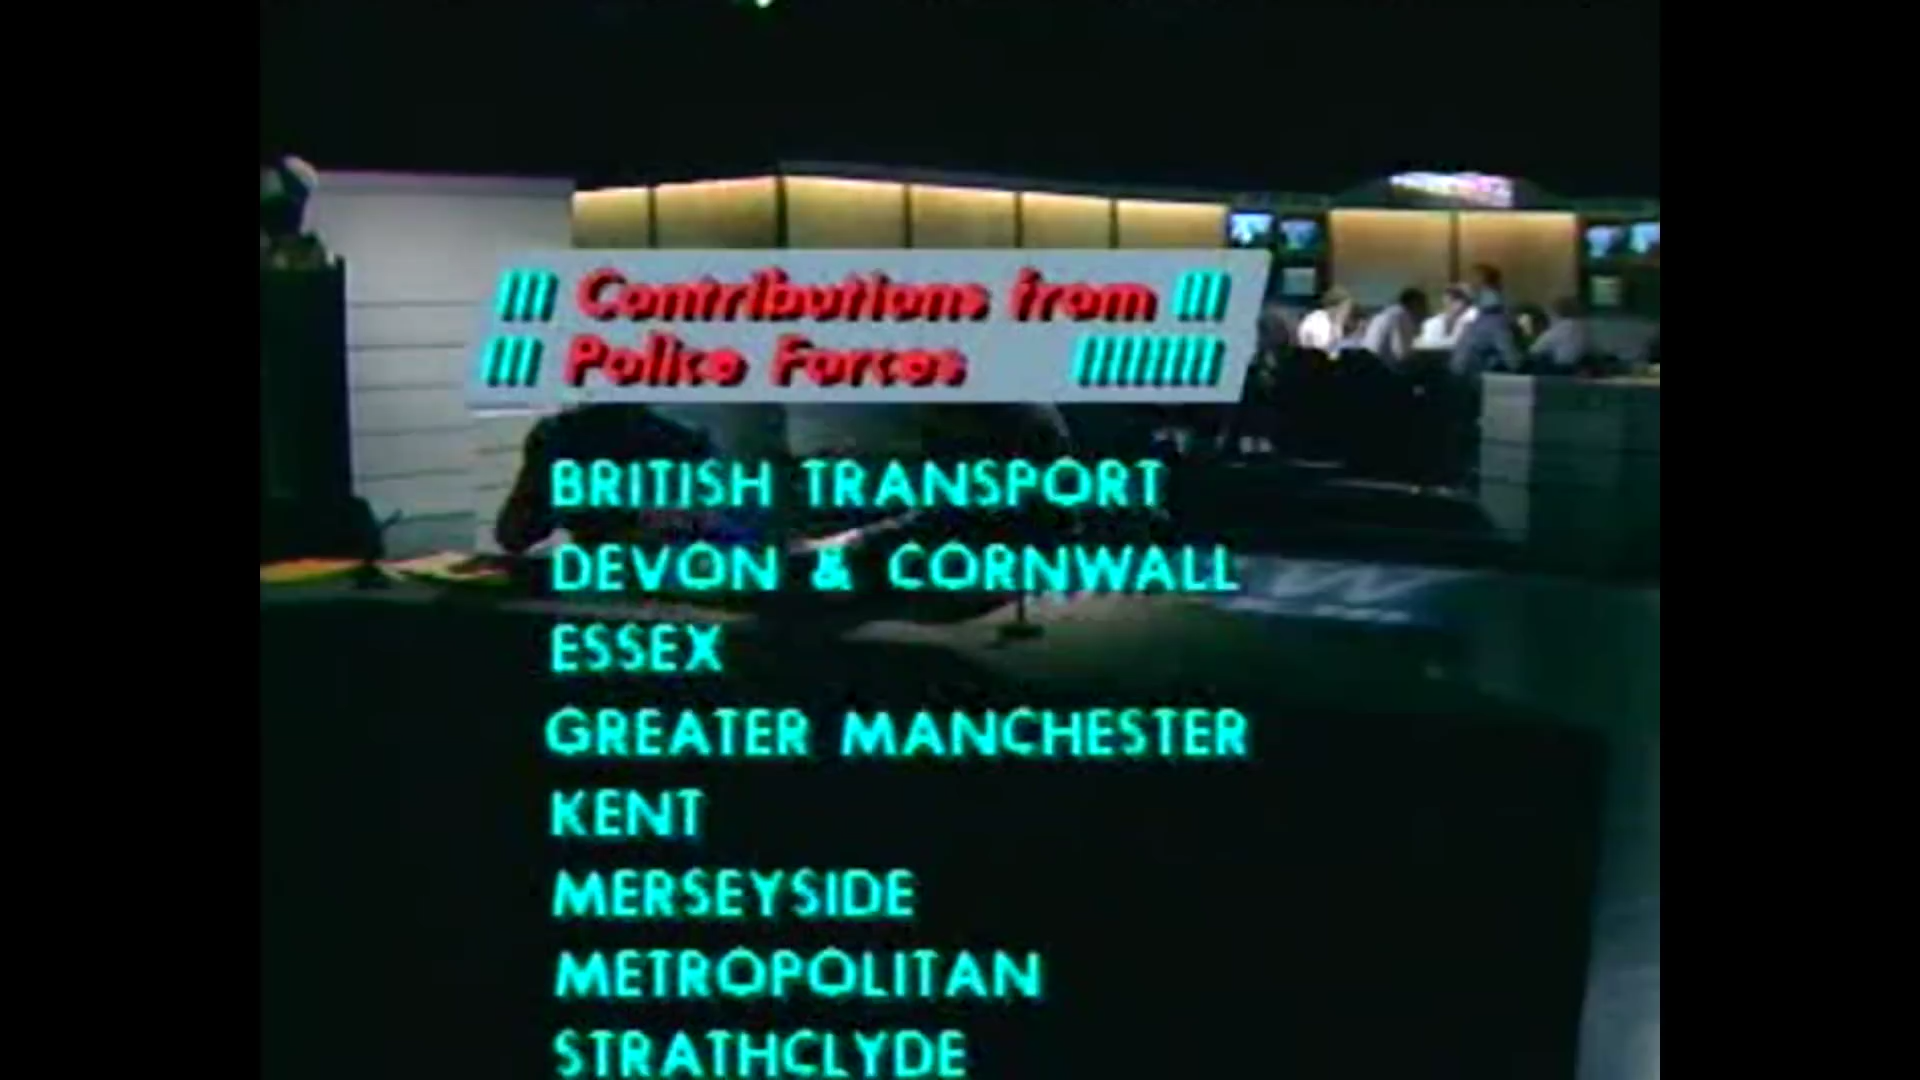 Contributions from
Police Forces
BRITISH TRANSPORT
DEVON & CORNWALL
ESSEX
GREATER MANCHESTER
KENT
MERSEYSIDE
METROPOLITAN
STRATHCLYDE